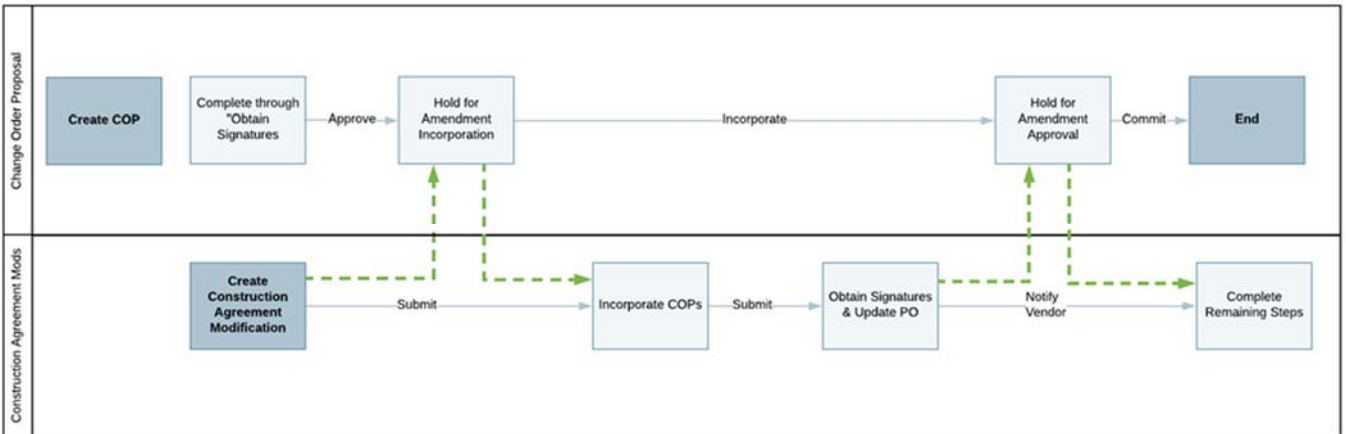 Change Order Proposal
Create COP
Complete through
"Obtain
Signatures
Approve
Hold for
Amendment
Incorporation
Incorporate
Hold for
Amendment
Approval
Commit
End
Construction Agreement Mods
Create
Construction
Agreement
Modification
Submit
Incorporate COPs
Submit
Obtain Signatures
& Update PO
Notify
Vendor
Complete
Remaining Steps